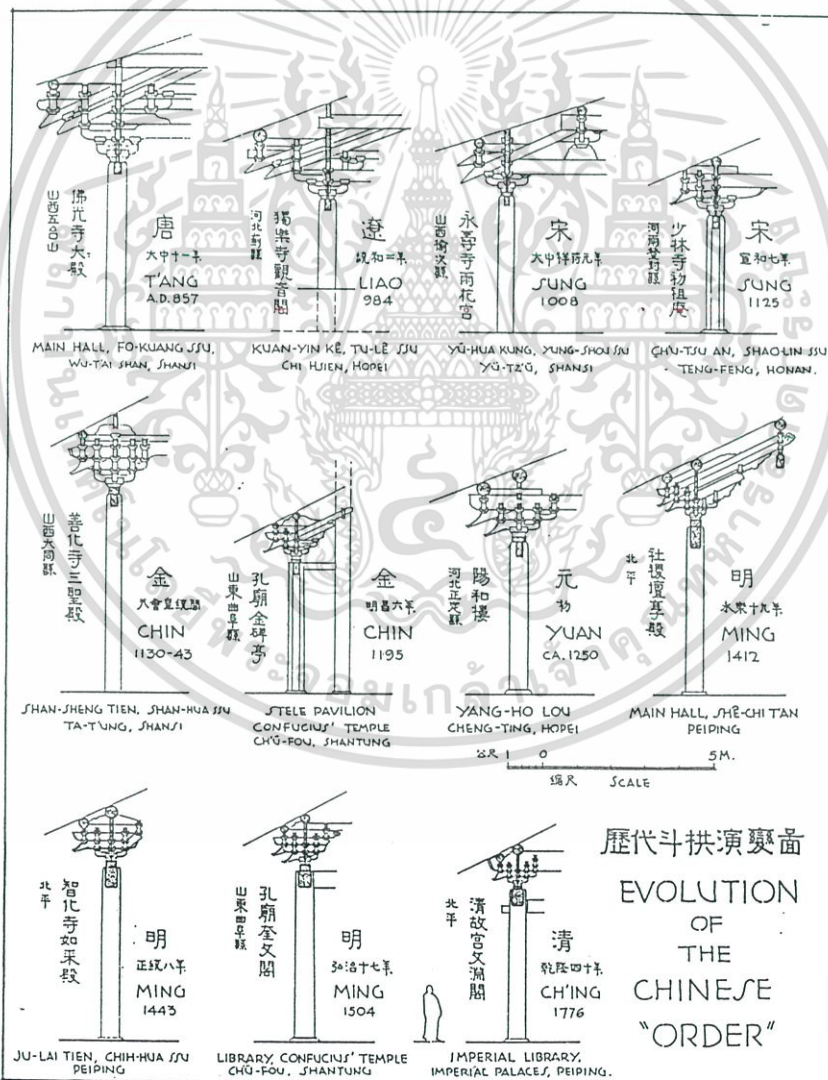 佛光寺大殿
山西五台山
唐
大中十一年
T'ANG
A.D. 857
MAIN HALL, FO-KUANG SSU,
WU-T'AI SHAN, SHANSI
獨樂寺觀音閣
河北薊縣
遼
統和二年
LIAO
984
KUAN-YIN KÊ, TU-LÊ SSU
CHI HSIEN, HOPEI
永壽寺雨花宮
山西榆次縣
宋
大中祥符元年
SUNG
1008
YÜ-HUA KUNG, YUNG-SHOU SSU
YÜ-TZ'Ŭ, SHANSI
少林寺初祖庵
河南登封縣
宋
宣和七年
SUNG
1125
CH'U-TSU AN, SHAO-LIN SSU
TENG-FENG, HONAN.
善化寺三聖殿
山西大同縣
金
天會皇統間
CHIN
1130-43
SHAN-SHENG TIEN, SHAN-HUA SSU
TA-T'UNG, SHANSI
孔廟金碑亭
山東曲阜縣
金
明昌六年
CHIN
1195
STELE PAVILION
CONFUCIUS' TEMPLE
CH'Ü-FOU, SHANTUNG
陽和樓
河北正定縣
元
初
YUAN
CA. 1250
YANG-HO LOU
CHENG-TING, HOPEI
社稷壇享殿
北平
明
永樂十九年
MING
1412
MAIN HALL, SHÊ-CHI T'AN
PEIPING
公尺 1 0 5M.
縮尺 SCALE
智化寺如来殿
北平
明
正統八年
MING
1443
JU-LAI TIEN, CHIH-HUA SSU
PEIPING
孔廟奎文閣
山東曲阜縣
明
弘治十七年
MING
1504
LIBRARY, CONFUCIUS' TEMPLE
CH'Ü-FOU, SHANTUNG
清故宮文淵閣
北平
清
乾隆四十年
CH'ING
1776
IMPERIAL LIBRARY,
IMPERIAL PALACES, PEIPING.
歷代斗拱演變圖
EVOLUTION
OF
THE
CHINESE
"ORDER"